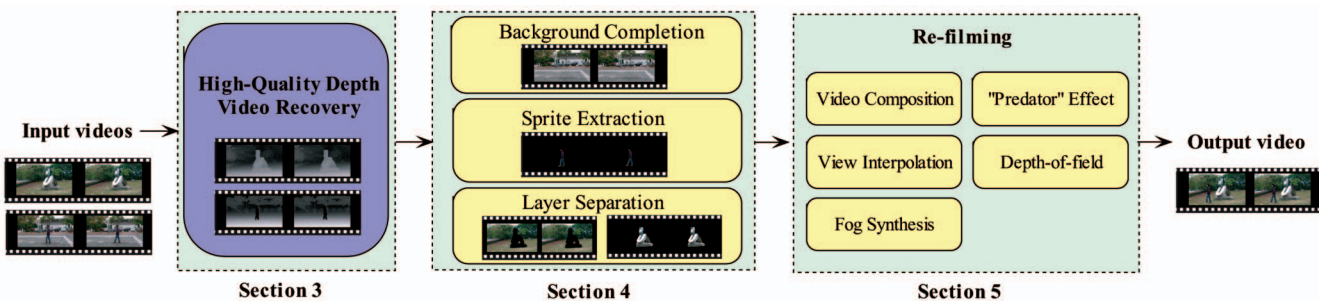 Input videos
High-Quality Depth
Video Recovery
Section 3
Background Completion
Sprite Extraction
Layer Separation
Section 4
Re-filming
Video Composition
"Predator" Effect
View Interpolation
Depth-of-field
Fog Synthesis
Section 5
Output video